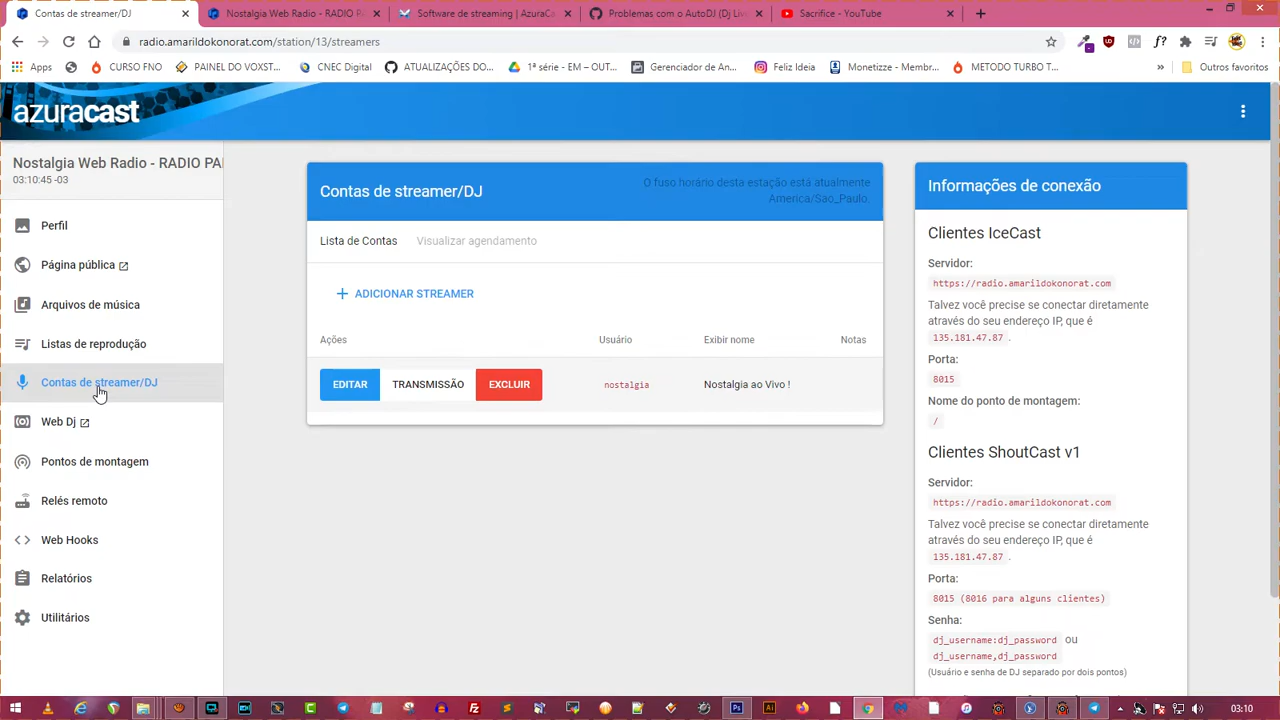 Contas de streamer/DJ
Nostalgia Web Radio - RADIO P
Software de streaming | AzuraCa
Problemas com o AutoDJ (Dj Liv
Sacrifice - YouTube
radio.amarildokonorat.com/station/13/streamers
Apps
CURSO FNO
PAINEL DO VOXST...
CNEC Digital
ATUALIZAÇÕES DO...
1ª série - EM – OUT...
Gerenciador de An...
Feliz Ideia
Monetizze - Membr...
METODO TURBO T...
»
Outros favoritos
azuracast
Nostalgia Web Radio - RADIO PA
03:10:45 -03
Perfil
Página pública
Arquivos de música
Listas de reprodução
Contas de streamer/DJ
Web Dj
Pontos de montagem
Relés remoto
Web Hooks
Relatórios
Utilitários
Contas de streamer/DJ
O fuso horário desta estação está atualmente
America/Sao_Paulo.
Lista de Contas Visualizar agendamento
ADICIONAR STREAMER
Ações Usuário Exibir nome Notas
EDITAR TRANSMISSÃO EXCLUIR nostalgia Nostalgia ao Vivo !
Informações de conexão
Clientes IceCast
Servidor:
https://radio.amarildokonorat.com
Talvez você precise se conectar diretamente
através do seu endereço IP, que é
135.181.47.87 .
Porta:
8015
Nome do ponto de montagem:
/
Clientes ShoutCast v1
Servidor:
https://radio.amarildokonorat.com
Talvez você precise se conectar diretamente
através do seu endereço IP, que é
135.181.47.87 .
Porta:
8015 (8016 para alguns clientes)
Senha:
dj_username:dj_password ou
dj_username,dj_password
(Usuário e senha de DJ separado por dois pontos)
03:10